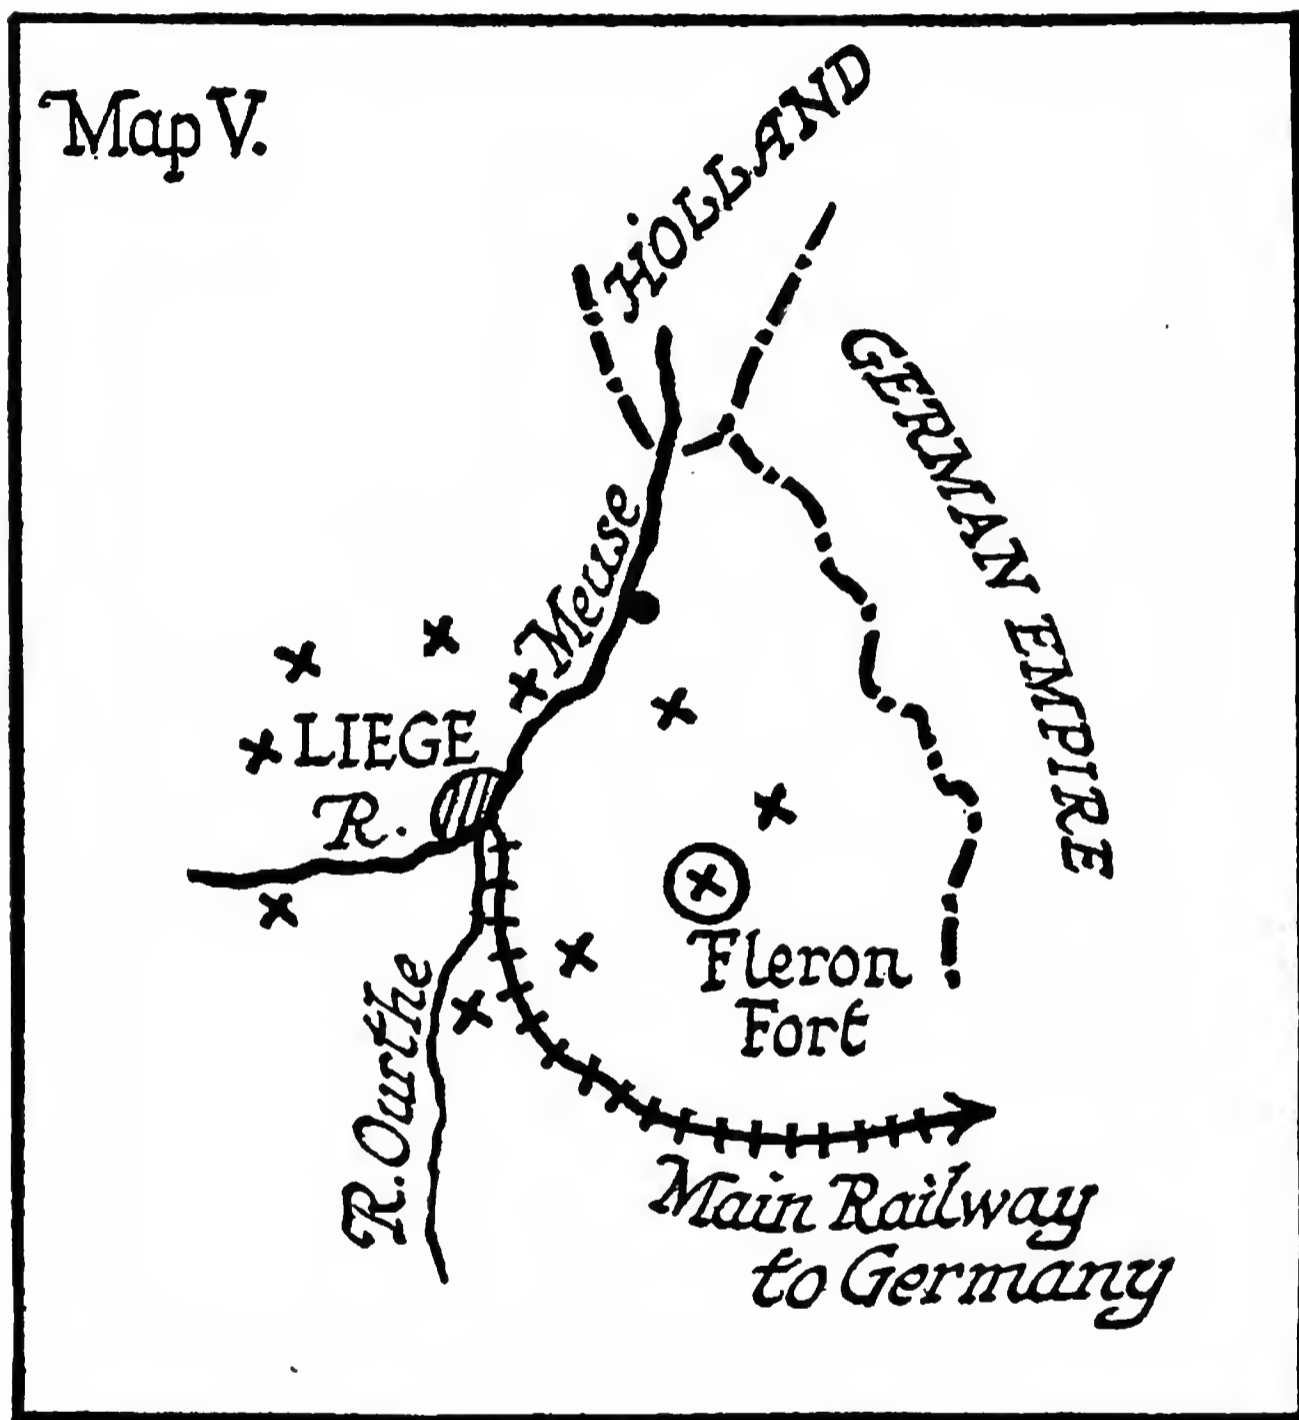 Map V.
HOLLAND
GERMAN EMPIRE
Meuse
LIEGE
R.
Fleron
Fort
R. Ourthe
Main Railway
to Germany